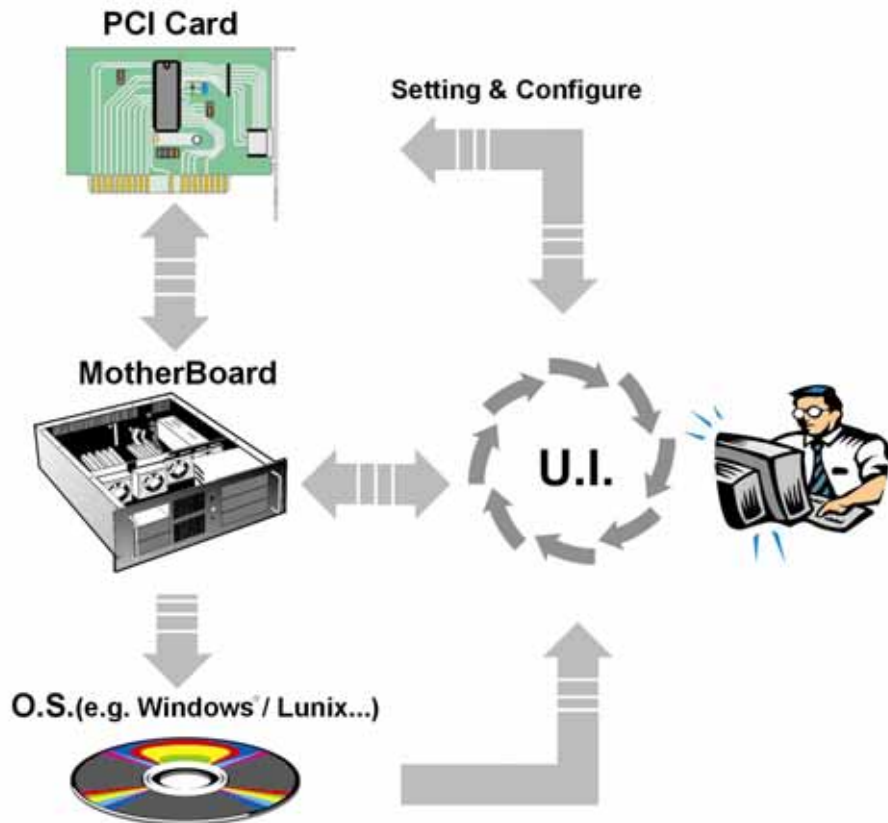 PCI Card
Setting & Configure
MotherBoard
U.I.
O.S.(e.g. Windows®/ Lunix...)